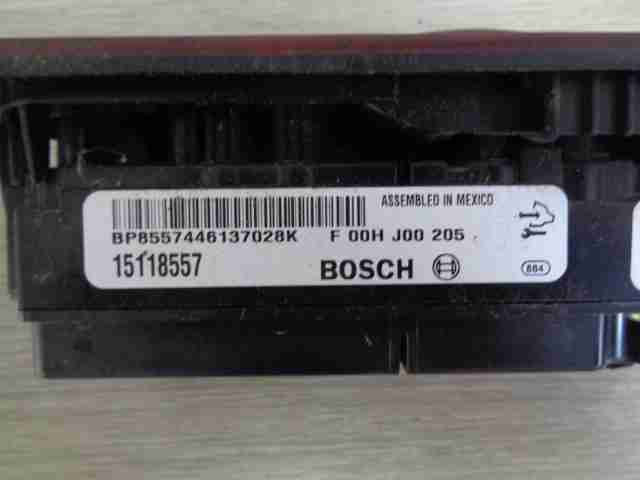 ASSEMBLED IN MEXICO
BP8557446137028K F 00H J00 205
15118557 BOSCH
884